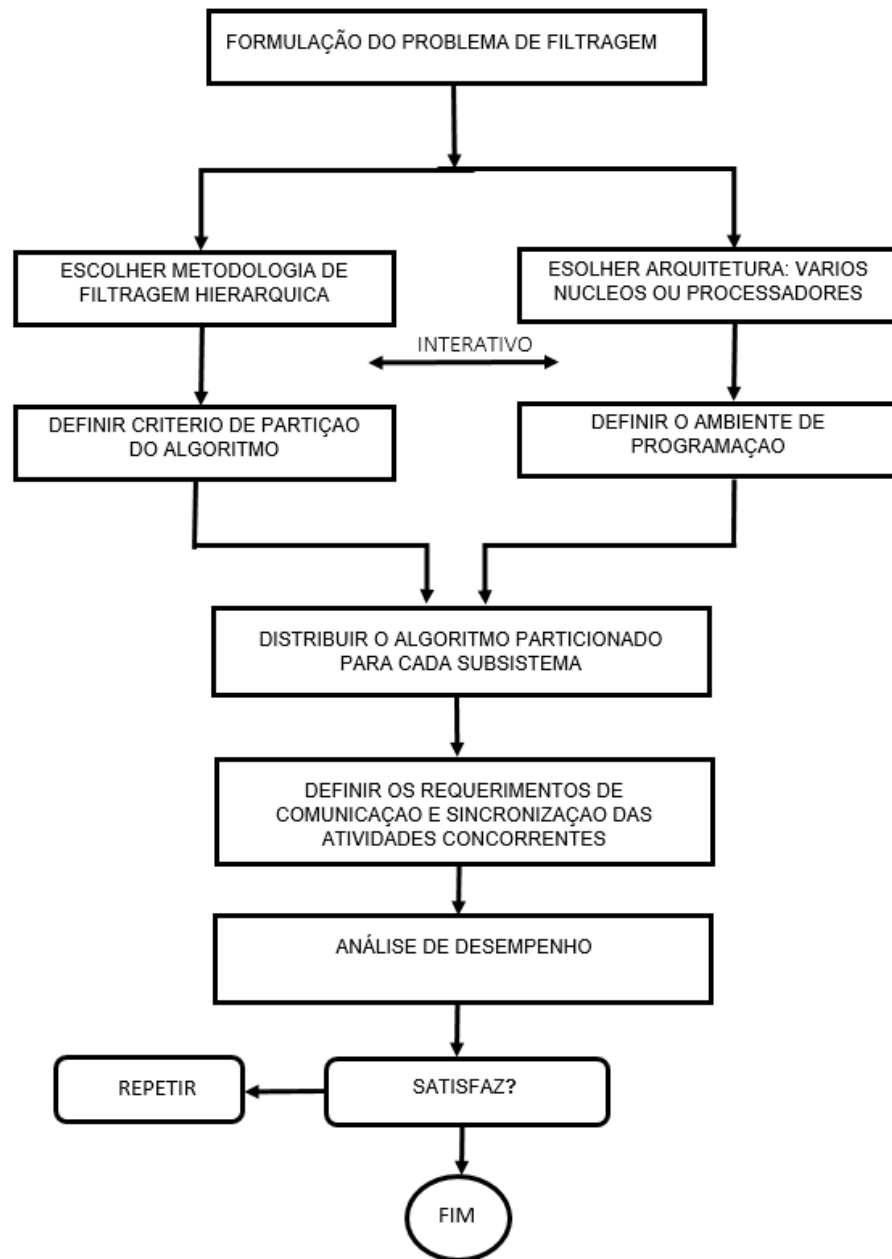 FORMULAÇÃO DO PROBLEMA DE FILTRAGEM
ESCOLHER METODOLOGIA DE
FILTRAGEM HIERARQUICA
ESOLHER ARQUITETURA: VARIOS
NUCLEOS OU PROCESSADORES
INTERATIVO
DEFINIR CRITERIO DE PARTIÇAO
DO ALGORITMO
DEFINIR O AMBIENTE DE
PROGRAMAÇAO
DISTRIBUIR O ALGORITMO PARTICIONADO
PARA CADA SUBSISTEMA
DEFINIR OS REQUERIMENTOS DE
COMUNICAÇAO E SINCRONIZAÇAO DAS
ATIVIDADES CONCORRENTES
ANÁLISE DE DESEMPENHO
REPETIR
SATISFAZ?
FIM